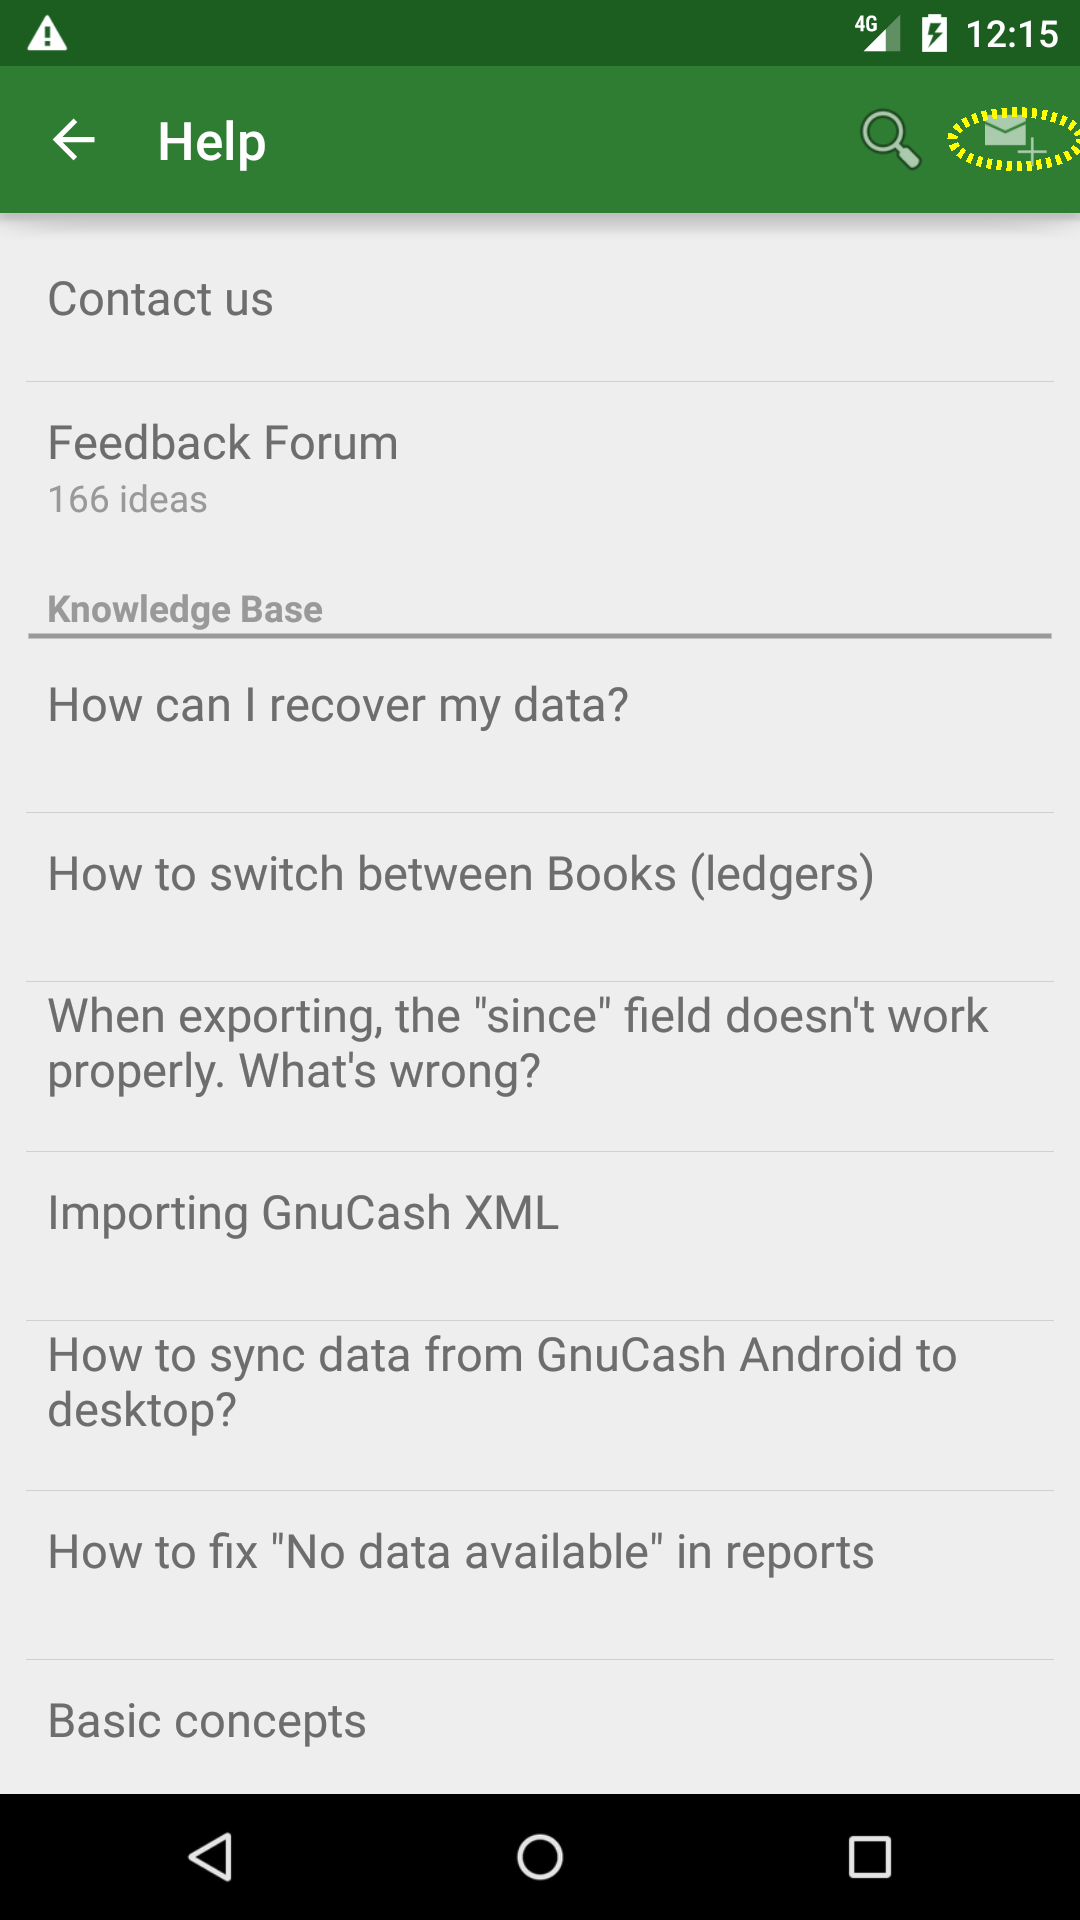 4G 12:15
Help
Contact us
Feedback Forum
166 ideas
Knowledge Base
How can I recover my data?
How to switch between Books (ledgers)
When exporting, the "since" field doesn't work
properly. What's wrong?
Importing GnuCash XML
How to sync data from GnuCash Android to
desktop?
How to fix "No data available" in reports
Basic concepts